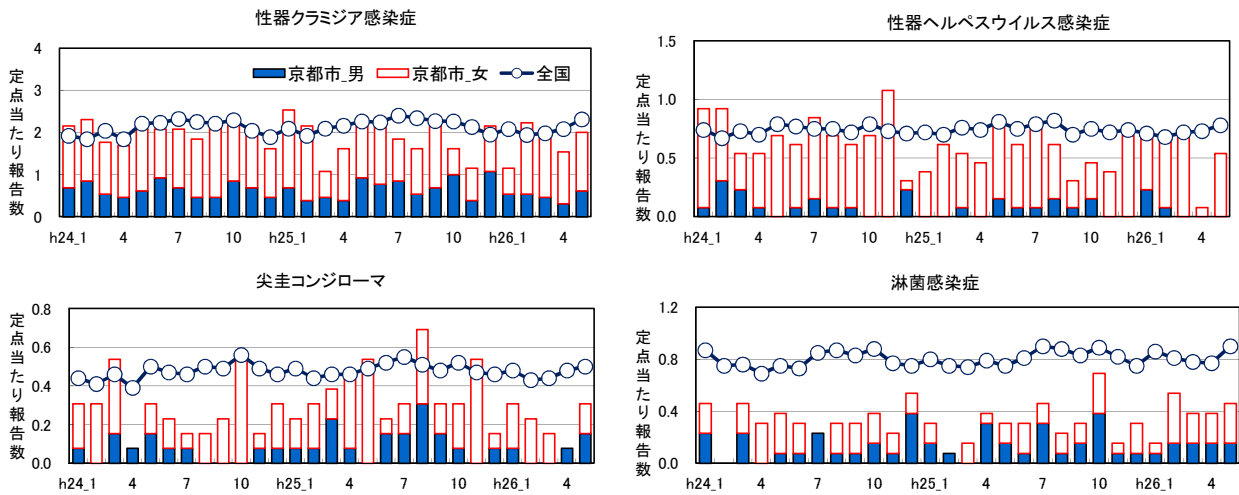 性器クラミジア感染症
定点当たり報告数
4
3
2
1
0
京都市_男 京都市_女 全国
h24_1 4 7 10 h25_1 4 7 10 h26_1 4
性器ヘルペスウイルス感染症
定点当たり報告数
1.5
1.0
0.5
0.0
h24_1 4 7 10 h25_1 4 7 10 h26_1 4
尖圭コンジローマ
定点当たり報告数
0.8
0.6
0.4
0.2
0.0
h24_1 4 7 10 h25_1 4 7 10 h26_1 4
淋菌感染症
定点当たり報告数
1.2
0.8
0.4
0.0
h24_1 4 7 10 h25_1 4 7 10 h26_1 4